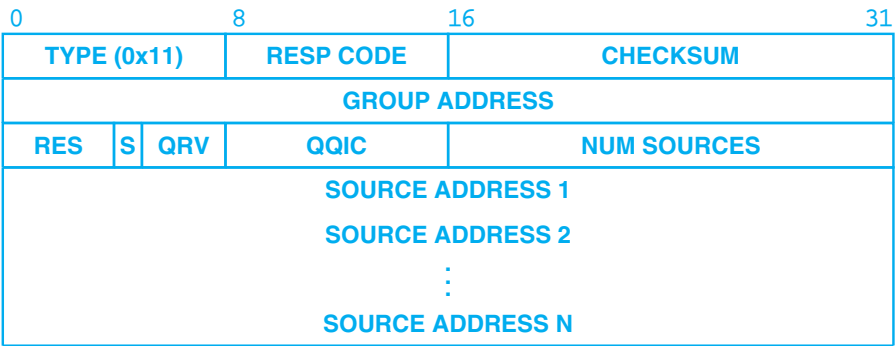 0 8 16 31
TYPE (0x11) RESP CODE CHECKSUM
GROUP ADDRESS
RES S QRV QQIC NUM SOURCES
SOURCE ADDRESS 1
SOURCE ADDRESS 2
.
.
.
SOURCE ADDRESS N